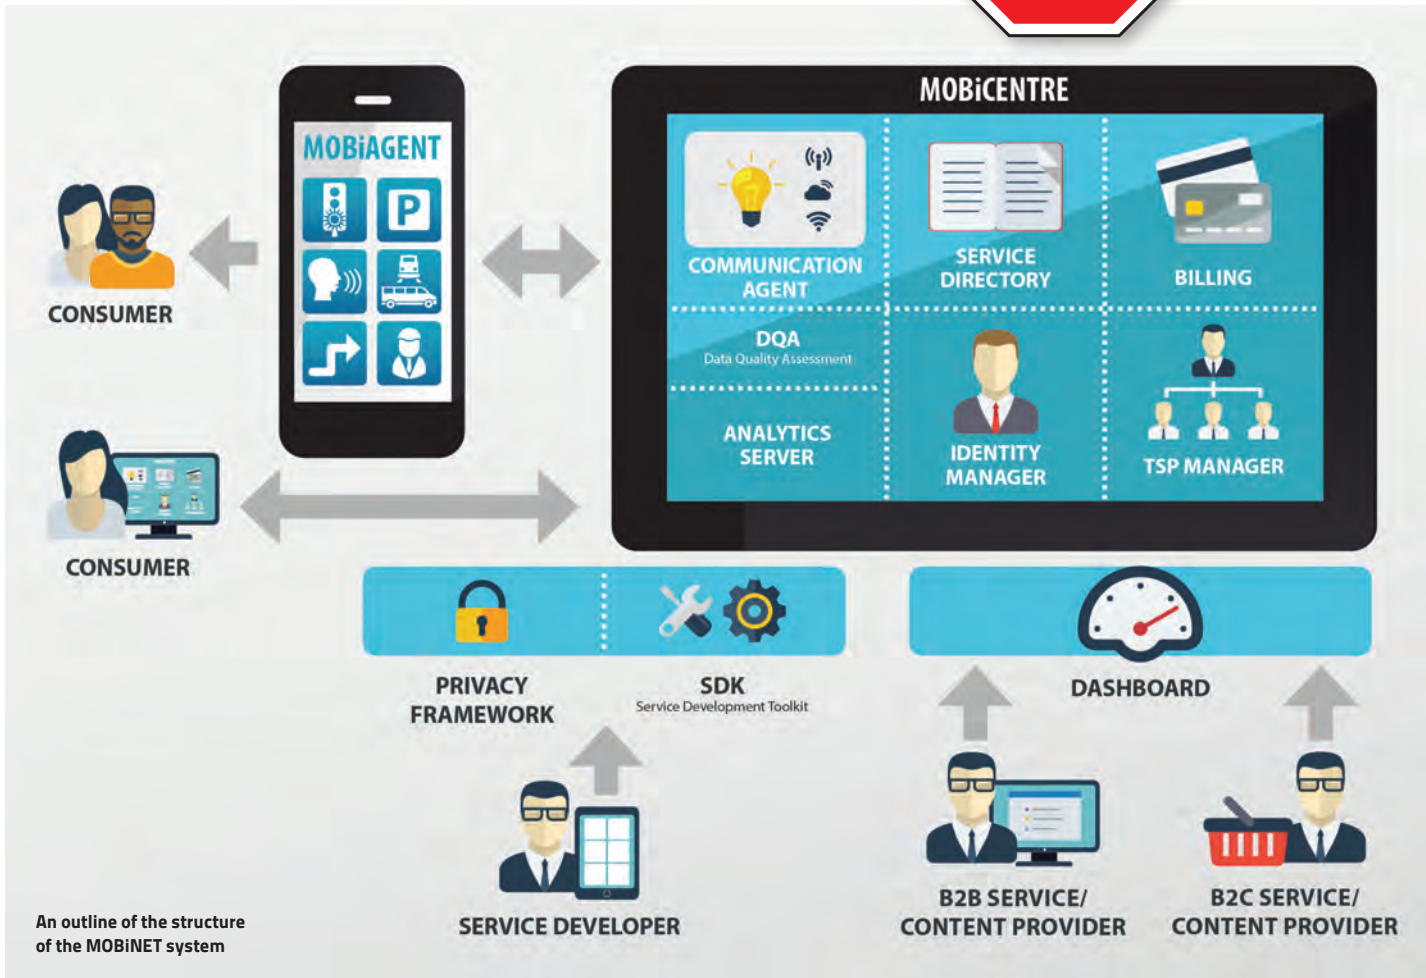 MOBiCENTRE
MOBiAGENT
P
CONSUMER
COMMUNICATION
AGENT
SERVICE
DIRECTORY
BILLING
DQA
Data Quality Assessment
ANALYTICS
SERVER
IDENTITY
MANAGER
TSP MANAGER
CONSUMER
PRIVACY
FRAMEWORK
SDK
Service Development Toolkit
DASHBOARD
SERVICE DEVELOPER
B2B SERVICE/
CONTENT PROVIDER
B2C SERVICE/
CONTENT PROVIDER
An outline of the structure
of the MOBiNET system